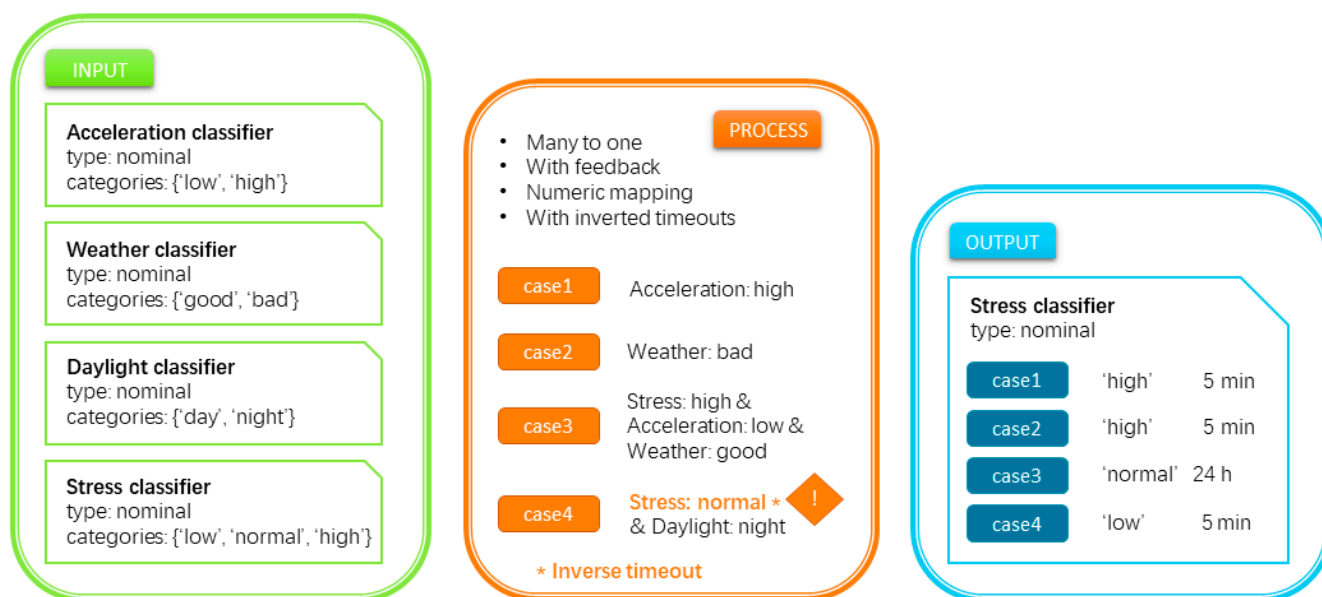 INPUT
Acceleration classifier
type: nominal
categories: {‘low’, ‘high’}
Weather classifier
type: nominal
categories: {‘good’, ‘bad’}
Daylight classifier
type: nominal
categories: {‘day’, ‘night’}
Stress classifier
type: nominal
categories: {‘low’, ‘normal’, ‘high’}
PROCESS
• Many to one
• With feedback
• Numeric mapping
• With inverted timeouts
case1 Acceleration: high
case2 Weather: bad
case3 Stress: high &
Acceleration: low &
Weather: good
case4 Stress: normal * !
& Daylight: night
* Inverse timeout
OUTPUT
Stress classifier
type: nominal
case1 ‘high’ 5 min
case2 ‘high’ 5 min
case3 ‘normal’ 24 h
case4 ‘low’ 5 min